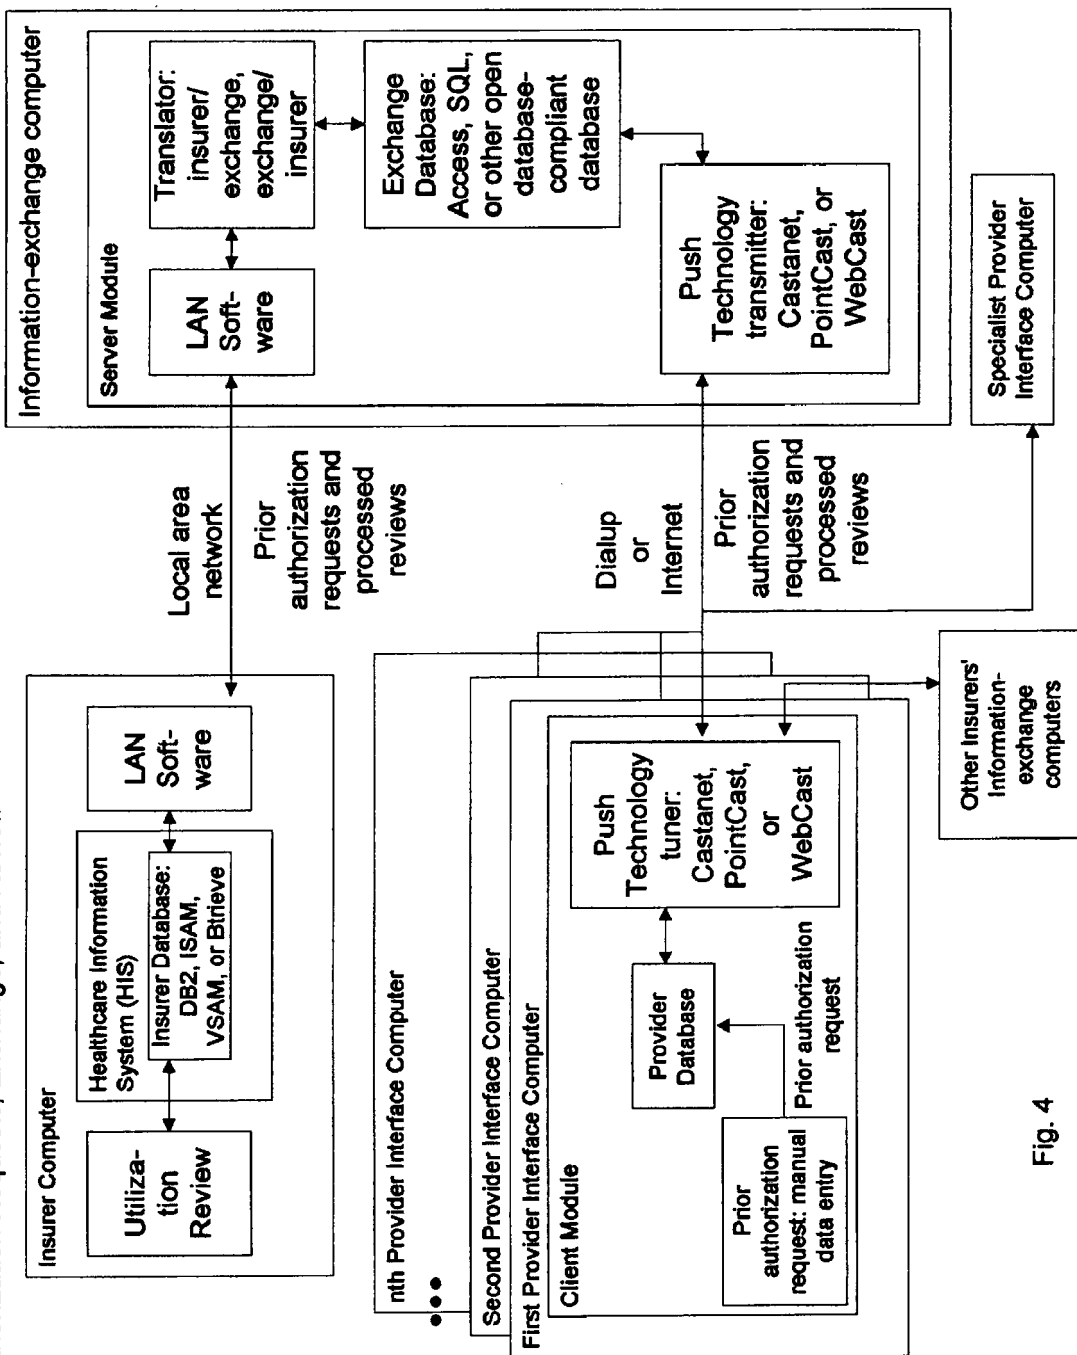 Insurer Computer
Utiliza-
tion
Review
Healthcare Information
System (HIS)
Insurer Database:
DB2, ISAM,
VSAM, or Btrieve
LAN
Soft-
ware
Local area
network
Prior
authorization
requests and
processed
reviews
Information-exchange computer
Server Module
LAN
Soft-
ware
Translator:
insurer/
exchange,
exchange/
insurer
Exchange
Database:
Access, SQL,
or other open
database-
compliant
database
Push
Technology
transmitter:
Castanet,
PointCast, or
WebCast
nth Provider Interface Computer
•••
Second Provider Interface Computer
First Provider Interface Computer
Client Module
Prior
authorization
request: manual
data entry
Prior authorization
request
Provider
Database
Push
Technology
tuner:
Castanet,
PointCast,
or
WebCast
Dialup
or
Internet
Prior
authorization
requests and
processed
reviews
Specialist Provider
Interface Computer
Other Insurers'
Information-
exchange
computers
Fig. 4